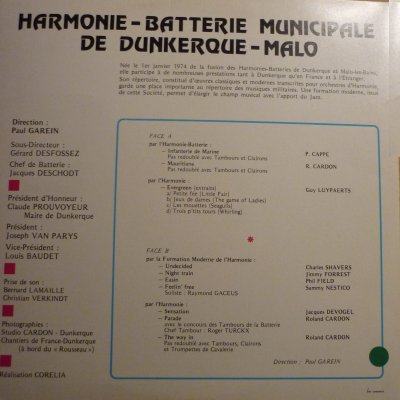 HARMONIE - BATTERIE MUNICIPALE
DE DUNKERQUE - MALO
Née le 1er janvier 1974 de la fusion des Harmonies-Batteries de Dunkerque et Malo-les-Bains,
elle participe à de nombreuses prestations tant à Dunkerque qu'en France et à l'Étranger.
Son répertoire, constitué d'œuvres classiques et modernes transcrites pour orchestres d'Harmonie,
garde une place importante au répertoire des musiques militaires. Une formation moderne, issue
de cette Société, permet d'élargir le champ musical avec l'apport du Jazz.
Direction :
Paul GAREIN
Sous-Directeur :
Gérard DESFOSSEZ
Chef de Batterie :
Jacques DESCHODT
Président d'Honneur :
Claude PROUVOYEUR
Maire de Dunkerque
Président :
Joseph VAN PARYS
Vice-Président :
Louis BAUDET
Prise de son :
Bernard LAMAILLE
Christian VERKINDT
Photographies :
Studio CARDON - Dunkerque
Chantiers de France-Dunkerque
(à bord du « Rousseau »)
Réalisation CORELIA
FACE A
par l'Harmonie-Batterie :
– Infanterie de Marine P. CAPPE
Pas redoublé avec Tambours et Clairons
– Mauritiana R. CARDON
Pas redoublé avec Tambours et Clairons
par l'Harmonie :
– Evergreen (extraits) Guy LUYPAERTS
a) Petite fée (Little Fair)
b) Jeux de dames (The game of Ladies)
c) Les mouettes (Seagulls)
d) Trois p'tits tours (Whirling)
FACE B
par la Formation Moderne de l'Harmonie :
– Undecided Charles SHAVERS
– Night train Jimmy FORREST
– Easin Phil FIELD
– Feelin' free Sammy NESTICO
Soliste : Raymond GACEUS
par l'Harmonie :
– Sensation Jacques DEVOGEL
– Parade Roland CARDON
avec le concours des Tambours de la Batterie
Chef Tambour : Roger TURCKX
– The way in Roland CARDON
Pas redoublé avec Tambours, Clairons
et Trompettes de Cavalerie
Direction : Paul GAREIN